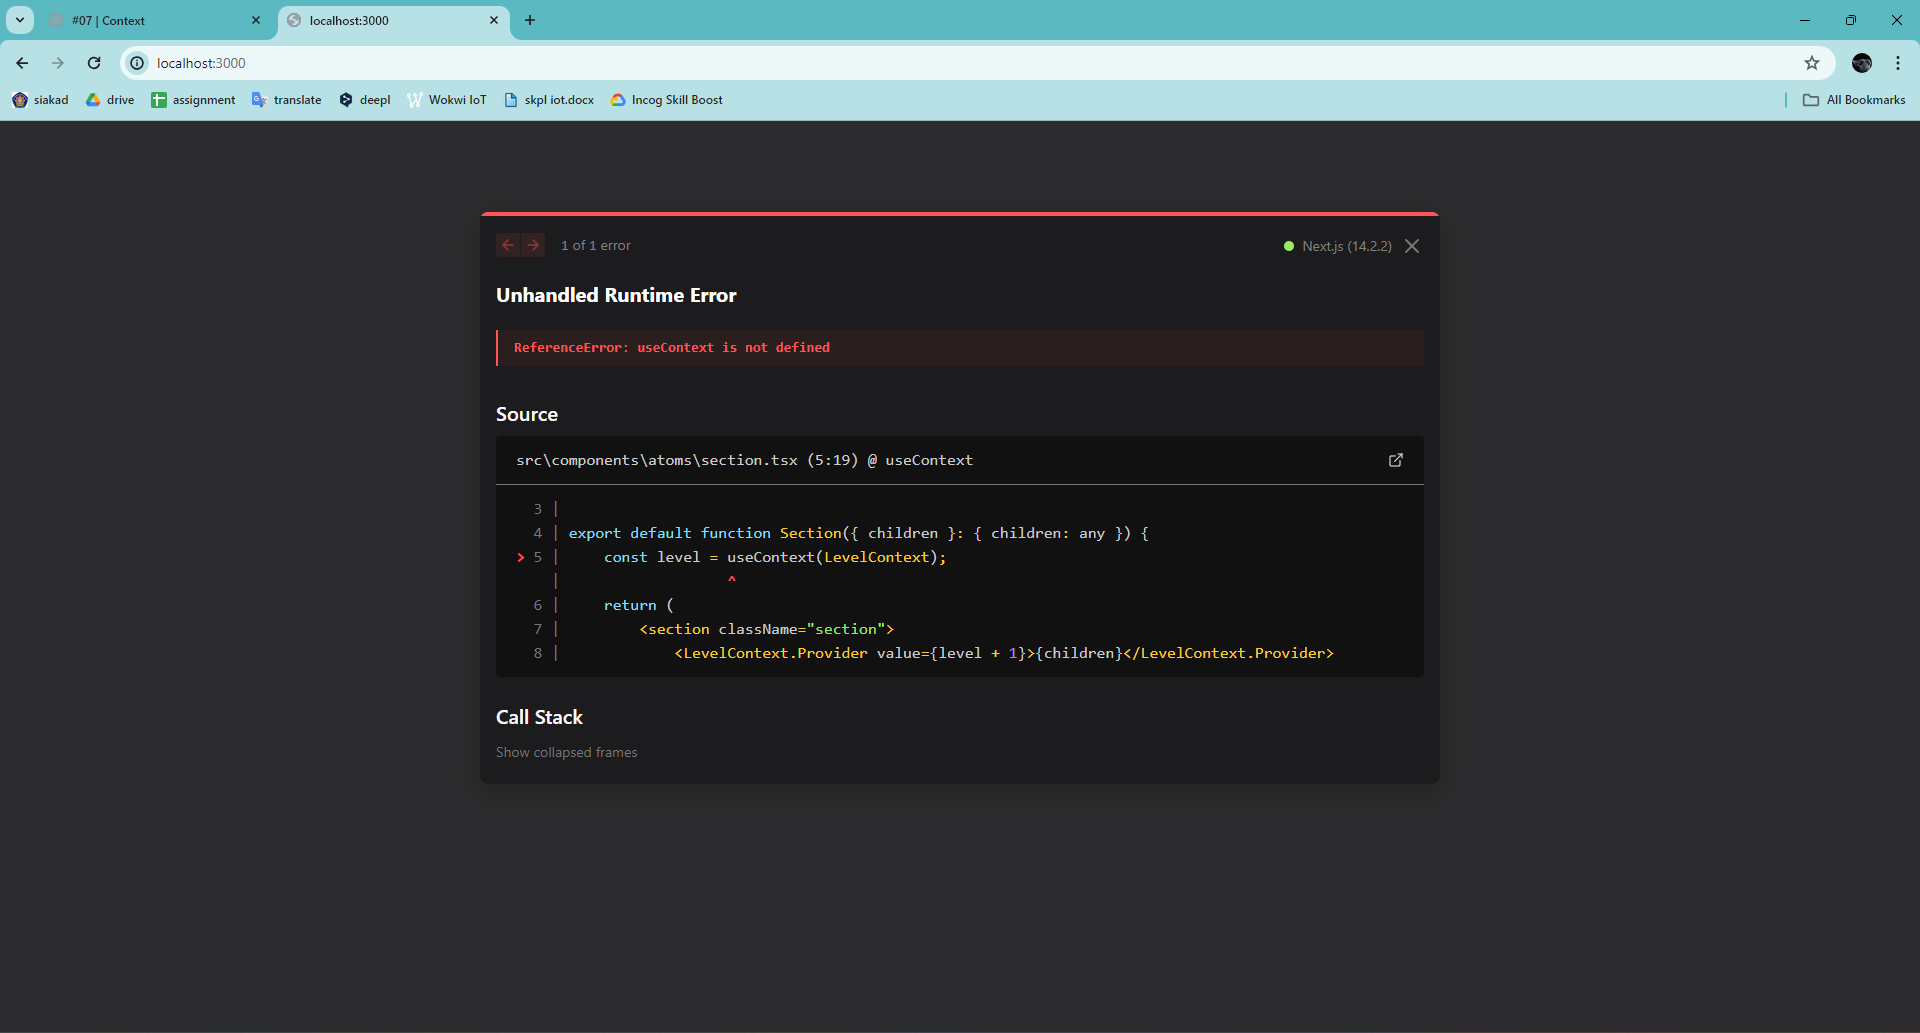 #07 | Context
localhost:3000
localhost:3000
siakad
drive
assignment
translate
deepl
Wokwi IoT
skpl iot.docx
Incog Skill Boost
All Bookmarks
1 of 1 error
Next.js (14.2.2)
Unhandled Runtime Error
ReferenceError: useContext is not defined
Source
src\components\atoms\section.tsx (5:19) @ useContext
3 |
4 | export default function Section({ children }: { children: any }) {
> 5 |     const level = useContext(LevelContext);
|                    ^
6 |     return (
7 |         <section className="section">
8 |             <LevelContext.Provider value={level + 1}>{children}</LevelContext.Provider>
Call Stack
Show collapsed frames